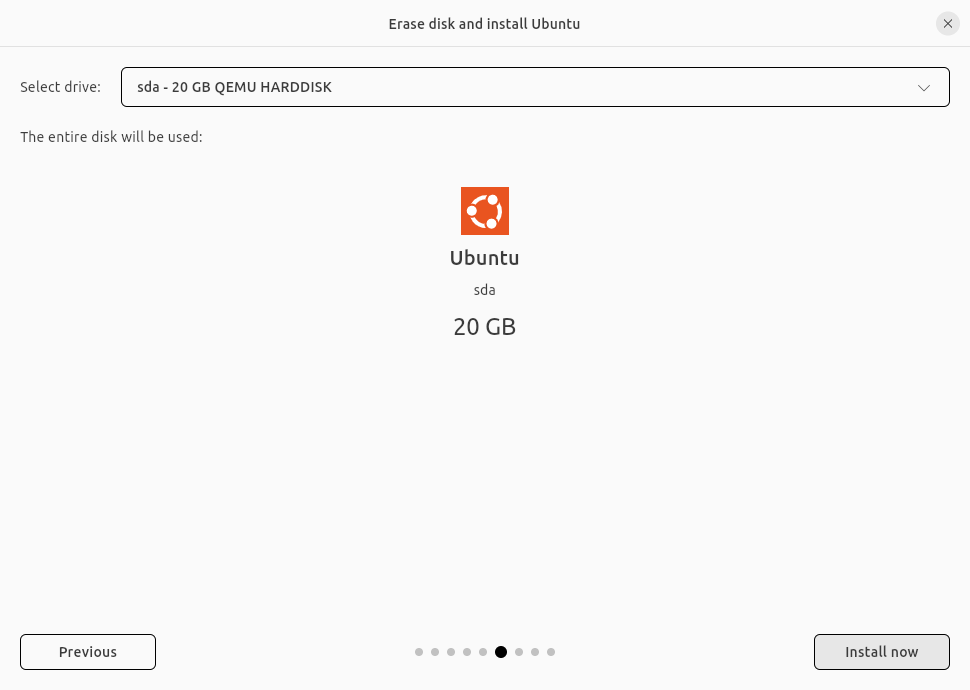 Erase disk and install Ubuntu
Select drive:
sda - 20 GB QEMU HARDDISK
The entire disk will be used:
Ubuntu
sda
20 GB
Previous
Install now